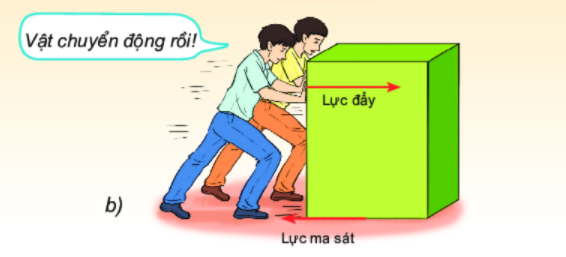 Vật chuyển động rồi!
Lực đẩy
b)
Lực ma sát